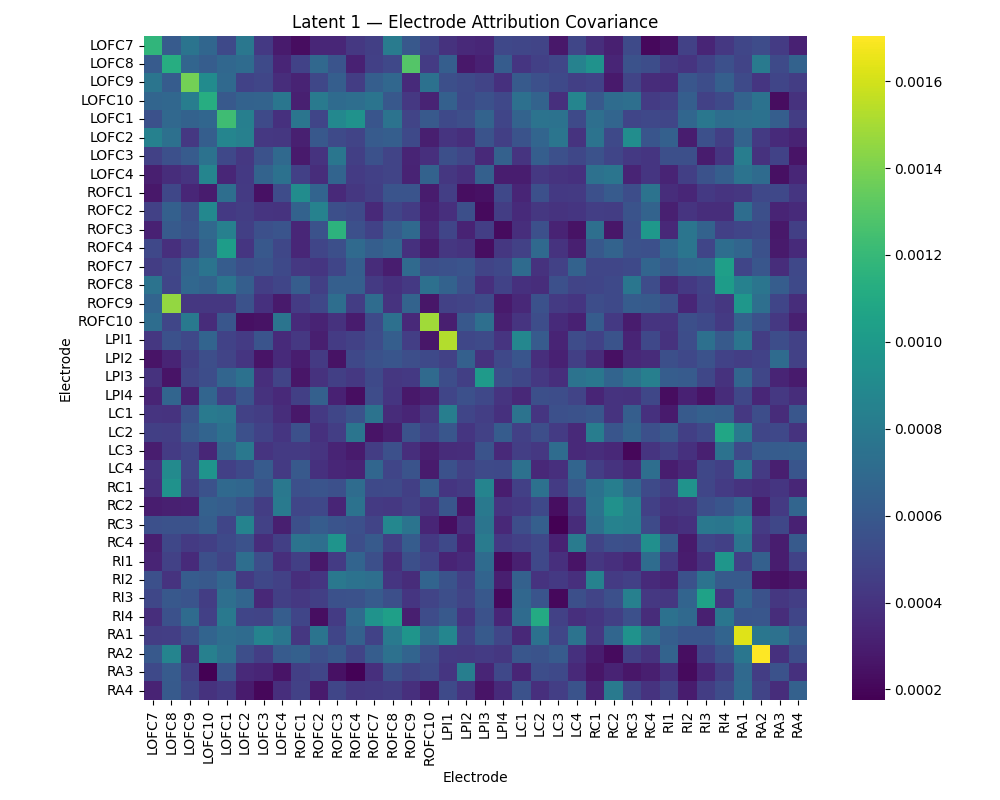 Latent 1 — Electrode Attribution Covariance
LOFC7
LOFC8
LOFC9
LOFC10
LOFC1
LOFC2
LOFC3
LOFC4
ROFC1
ROFC2
ROFC3
ROFC4
ROFC7
ROFC8
ROFC9
ROFC10
LPI1
LPI2
LPI3
LPI4
LC1
LC2
LC3
LC4
RC1
RC2
RC3
RC4
RI1
RI2
RI3
RI4
RA1
RA2
RA3
RA4
Electrode
LOFC7 LOFC8 LOFC9 LOFC10 LOFC1 LOFC2 LOFC3 LOFC4 ROFC1 ROFC2 ROFC3 ROFC4 ROFC7 ROFC8 ROFC9 ROFC10 LPI1 LPI2 LPI3 LPI4 LC1 LC2 LC3 LC4 RC1 RC2 RC3 RC4 RI1 RI2 RI3 RI4 RA1 RA2 RA3 RA4
Electrode
0.0016
0.0014
0.0012
0.0010
0.0008
0.0006
0.0004
0.0002